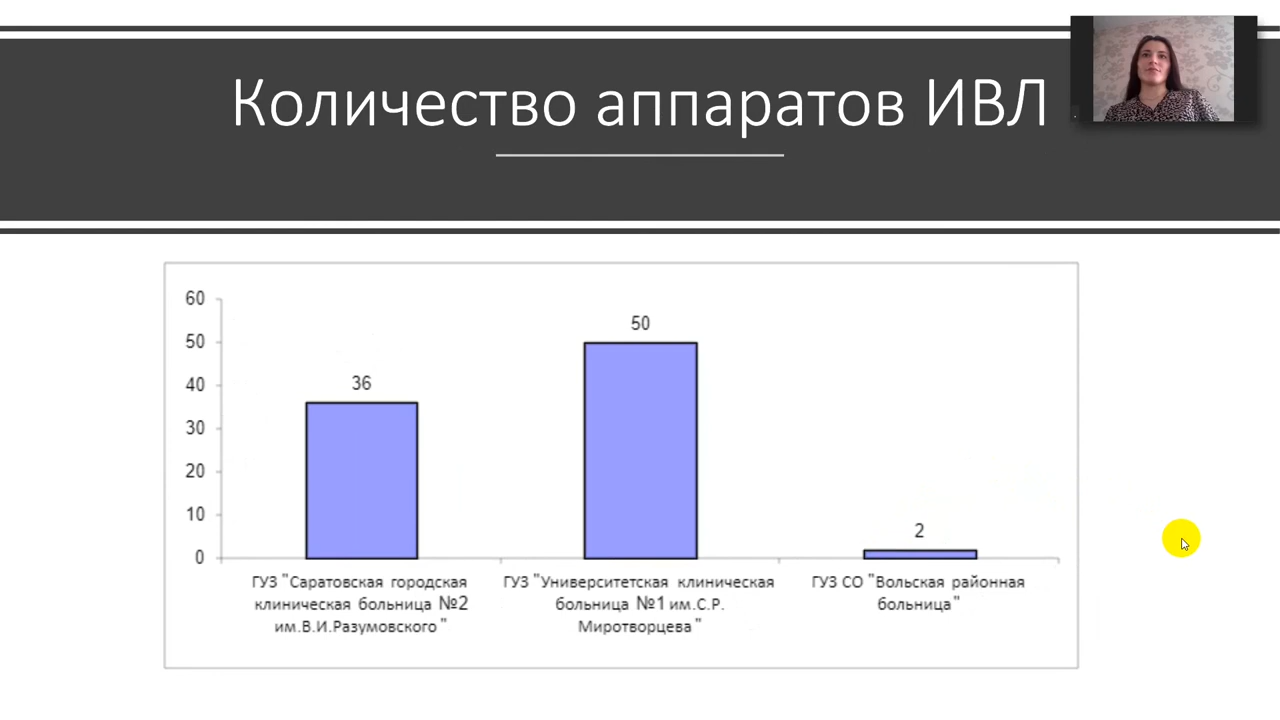 Количество аппаратов ИВЛ
60
50
40
30
20
10
0
36
50
2
ГУЗ "Саратовская городская
клиническая больница №2
им.В.И.Разумовского"
ГУЗ "Университетская клиническая
больница №1 им.С.Р.
Миротворцева"
ГУЗ СО "Вольская районная
больница"